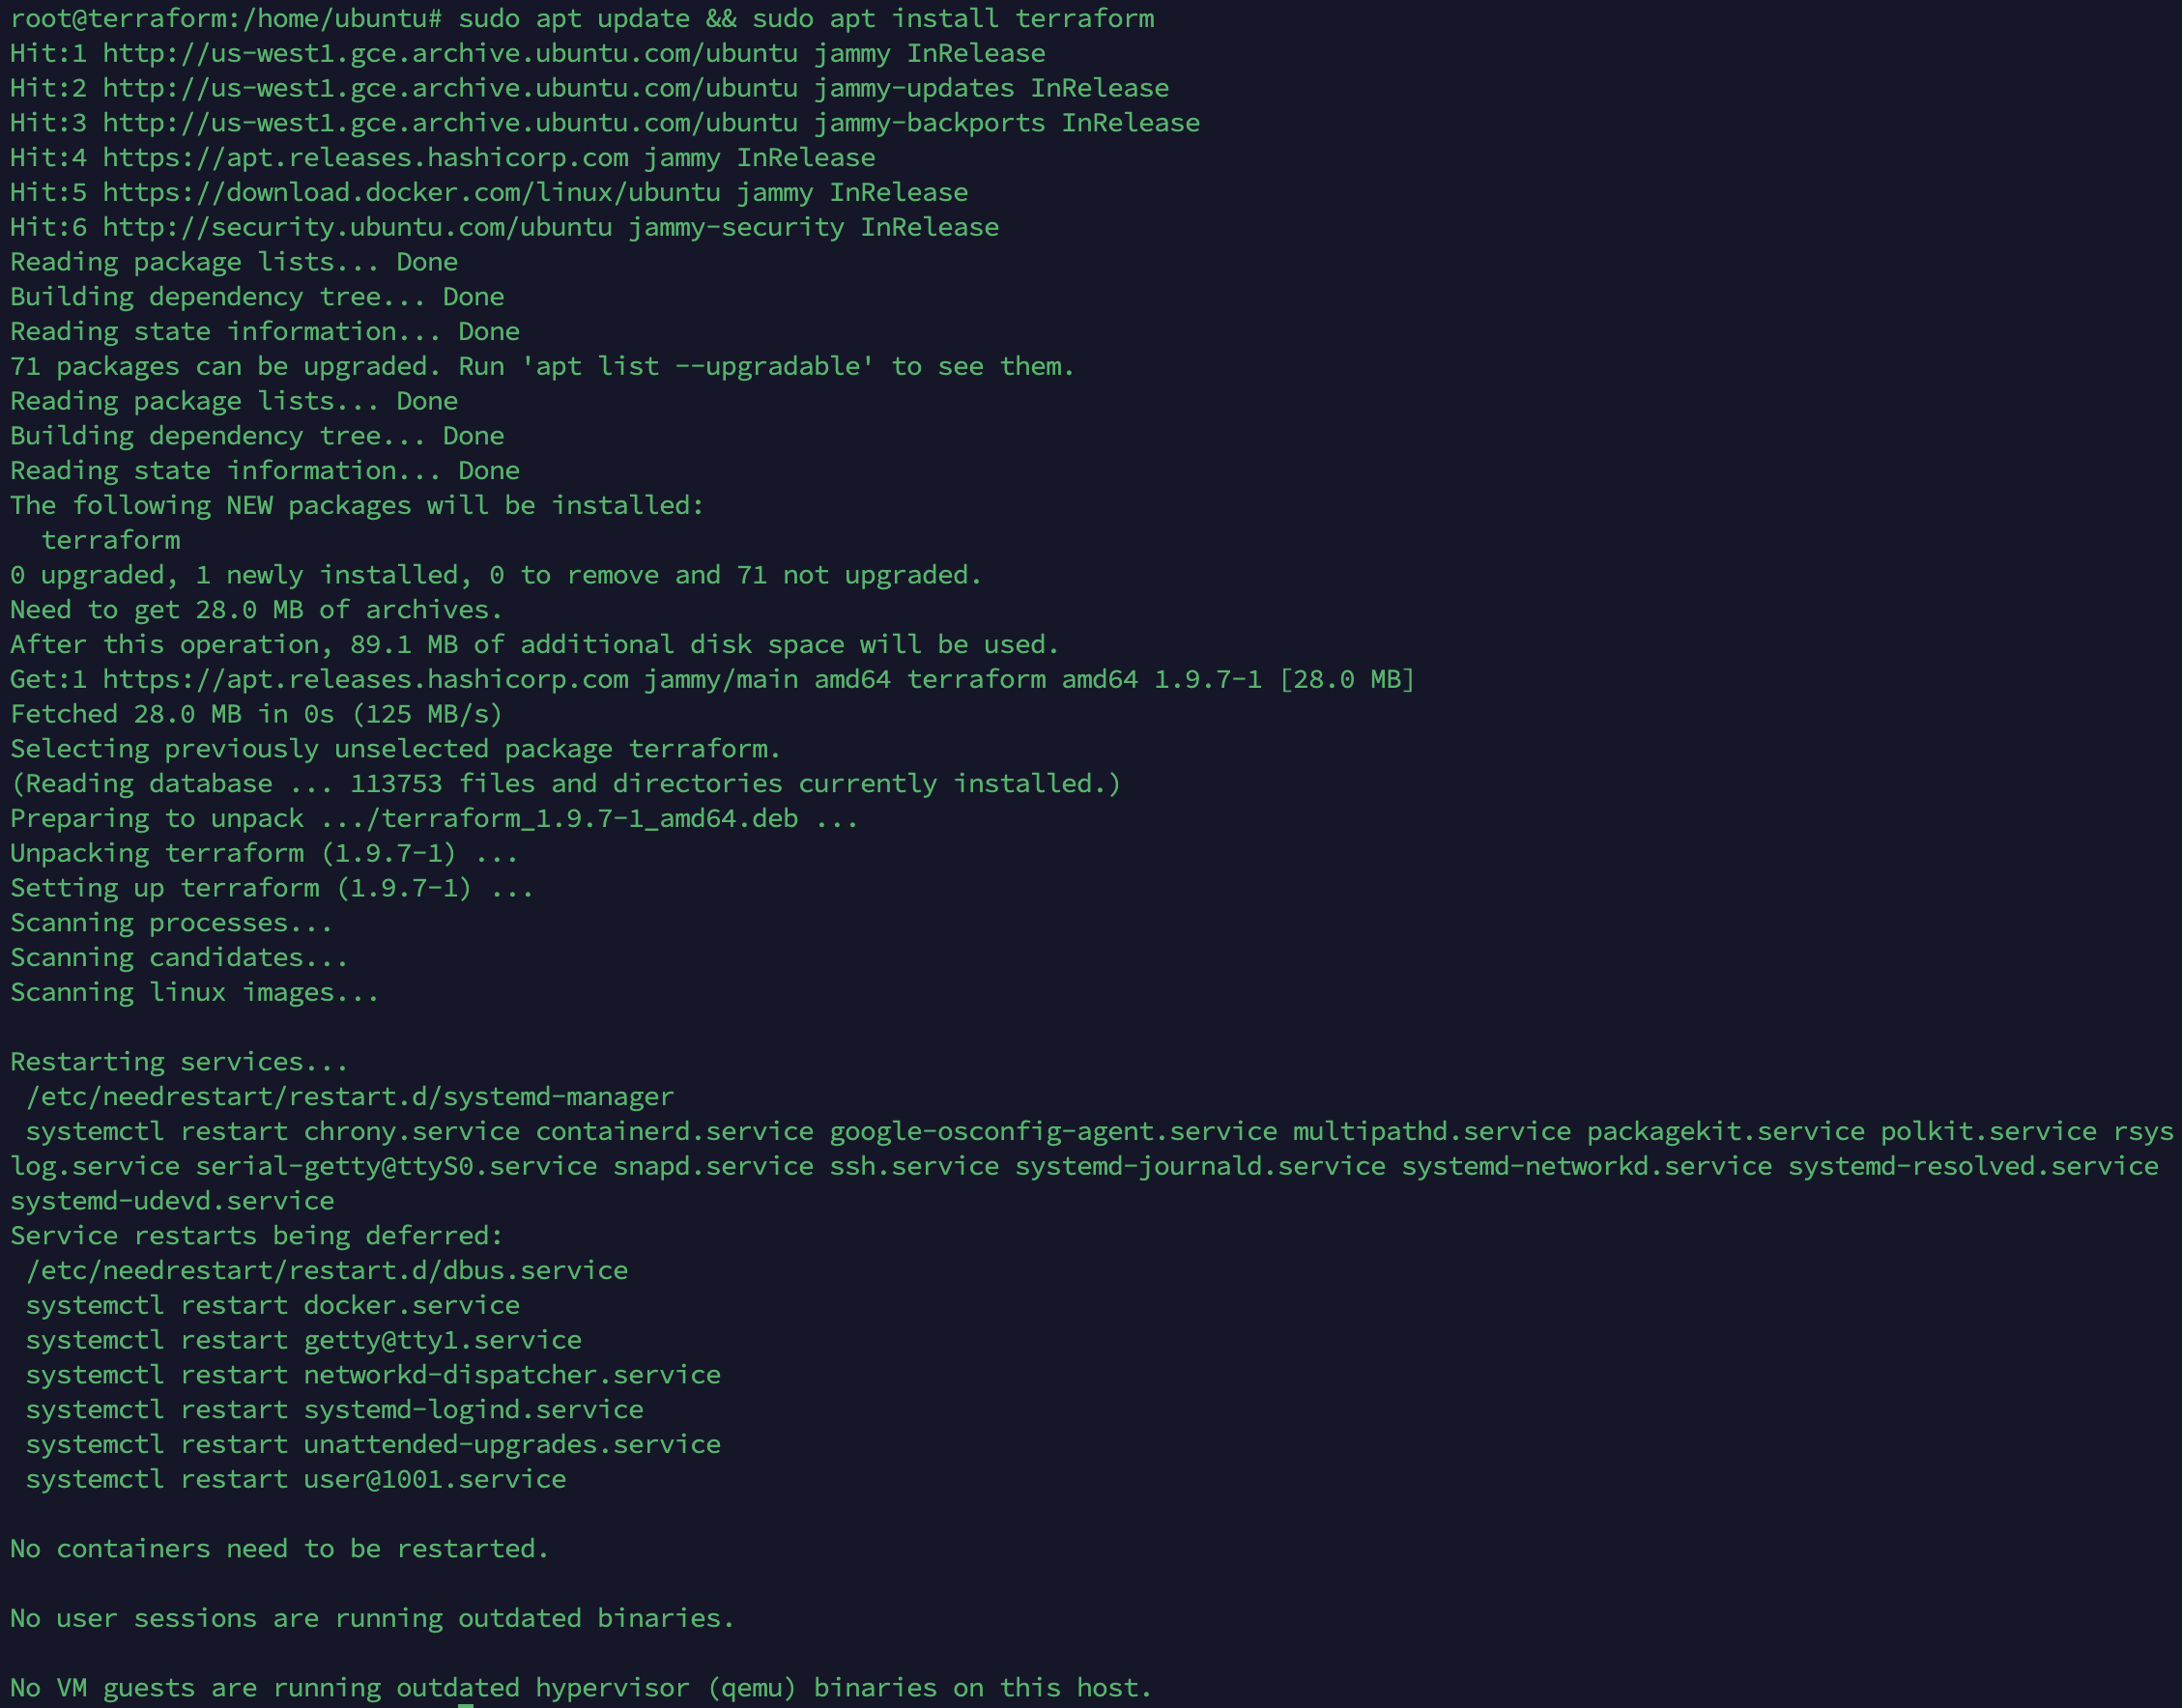 root@terraform:/home/ubuntu# sudo apt update && sudo apt install terraform
Hit:1 http://us-west1.gce.archive.ubuntu.com/ubuntu jammy InRelease
Hit:2 http://us-west1.gce.archive.ubuntu.com/ubuntu jammy-updates InRelease
Hit:3 http://us-west1.gce.archive.ubuntu.com/ubuntu jammy-backports InRelease
Hit:4 https://apt.releases.hashicorp.com jammy InRelease
Hit:5 https://download.docker.com/linux/ubuntu jammy InRelease
Hit:6 http://security.ubuntu.com/ubuntu jammy-security InRelease
Reading package lists... Done
Building dependency tree... Done
Reading state information... Done
71 packages can be upgraded. Run 'apt list --upgradable' to see them.
Reading package lists... Done
Building dependency tree... Done
Reading state information... Done
The following NEW packages will be installed:
  terraform
0 upgraded, 1 newly installed, 0 to remove and 71 not upgraded.
Need to get 28.0 MB of archives.
After this operation, 89.1 MB of additional disk space will be used.
Get:1 https://apt.releases.hashicorp.com jammy/main amd64 terraform amd64 1.9.7-1 [28.0 MB]
Fetched 28.0 MB in 0s (125 MB/s)
Selecting previously unselected package terraform.
(Reading database ... 113753 files and directories currently installed.)
Preparing to unpack .../terraform_1.9.7-1_amd64.deb ...
Unpacking terraform (1.9.7-1) ...
Setting up terraform (1.9.7-1) ...
Scanning processes...
Scanning candidates...
Scanning linux images...

Restarting services...
 /etc/needrestart/restart.d/systemd-manager
 systemctl restart chrony.service containerd.service google-osconfig-agent.service multipathd.service packagekit.service polkit.service rsys
log.service serial-getty@ttyS0.service snapd.service ssh.service systemd-journald.service systemd-networkd.service systemd-resolved.service
systemd-udevd.service
Service restarts being deferred:
 /etc/needrestart/restart.d/dbus.service
 systemctl restart docker.service
 systemctl restart getty@tty1.service
 systemctl restart networkd-dispatcher.service
 systemctl restart systemd-logind.service
 systemctl restart unattended-upgrades.service
 systemctl restart user@1001.service

No containers need to be restarted.

No user sessions are running outdated binaries.

No VM guests are running outdated hypervisor (qemu) binaries on this host.